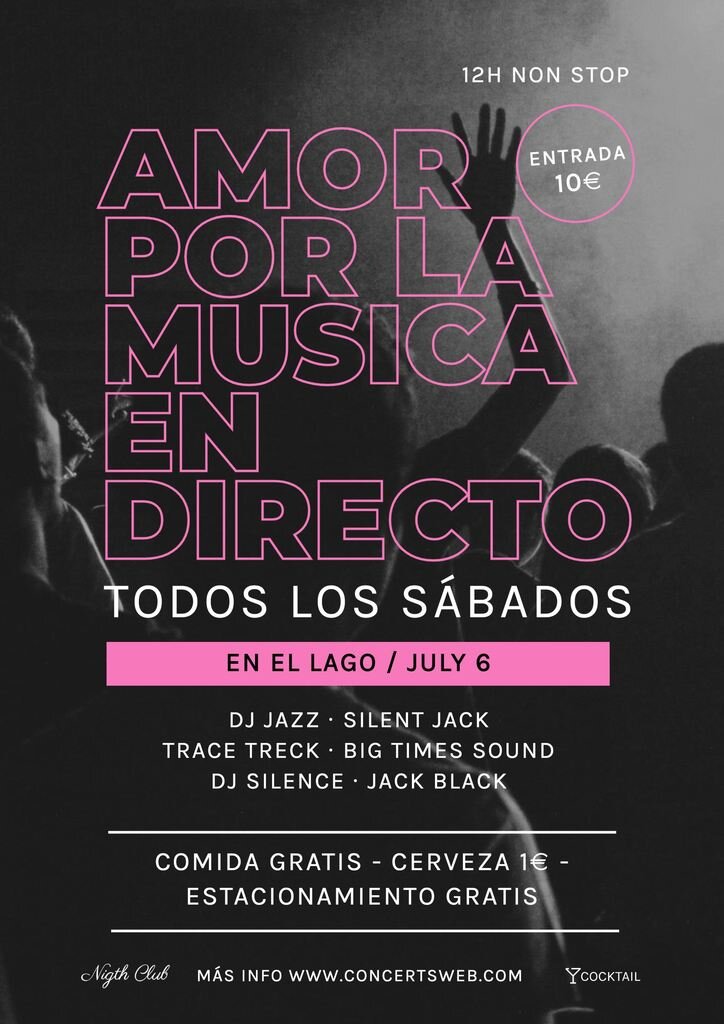 12H NON STOP
ENTRADA
10€
AMOR
POR LA
MUSICA
EN
DIRECTO
TODOS LOS SÁBADOS
EN EL LAGO / JULY 6
DJ JAZZ · SILENT JACK
TRACE TRECK · BIG TIMES SOUND
DJ SILENCE · JACK BLACK
COMIDA GRATIS - CERVEZA 1€ -
ESTACIONAMIENTO GRATIS
Nigth Club
MÁS INFO WWW.CONCERTSWEB.COM
COCKTAIL